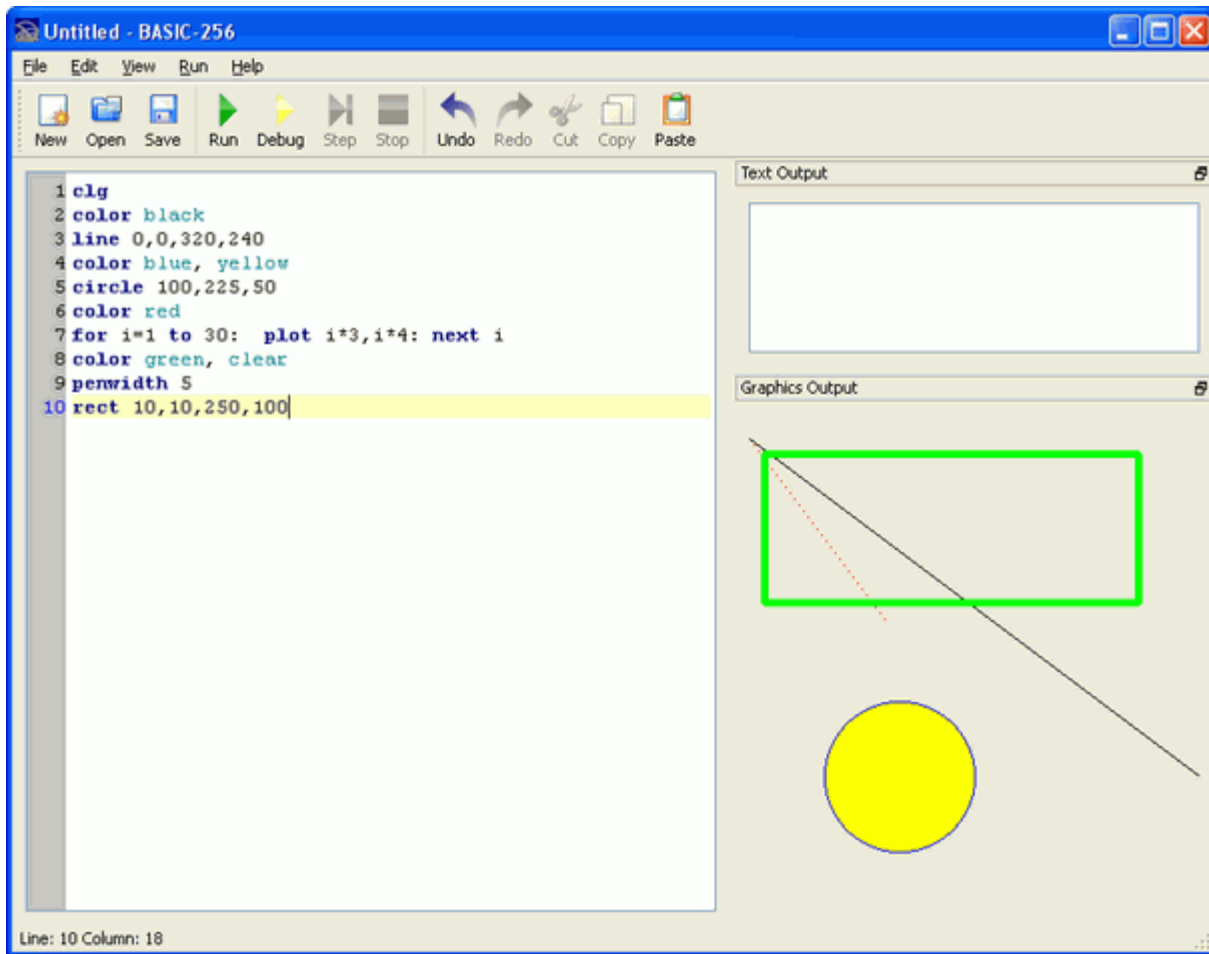 Untitled - BASIC-256
File Edit View Run Help
New Open Save Run Debug Step Stop Undo Redo Cut Copy Paste
1 clg
2 color black
3 line 0,0,320,240
4 color blue, yellow
5 circle 100,225,50
6 color red
7 for i=1 to 30:  plot i*3,i*4: next i
8 color green, clear
9 penwidth 5
10 rect 10,10,250,100
Text Output
Graphics Output
Line: 10 Column: 18